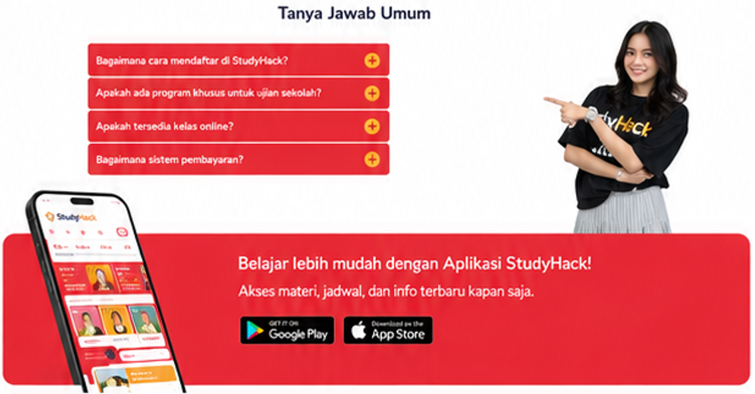 Tanya Jawab Umum
Bagaimana cara mendaftar di StudyHack?
Apakah ada program khusus untuk ujian sekolah?
Apakah tersedia kelas online?
Bagaimana sistem pembayaran?
StudyHack
Belajar lebih mudah dengan Aplikasi StudyHack!
Akses materi, jadwal, dan info terbaru kapan saja.
GET IT ON
Google Play
Download on the
App Store